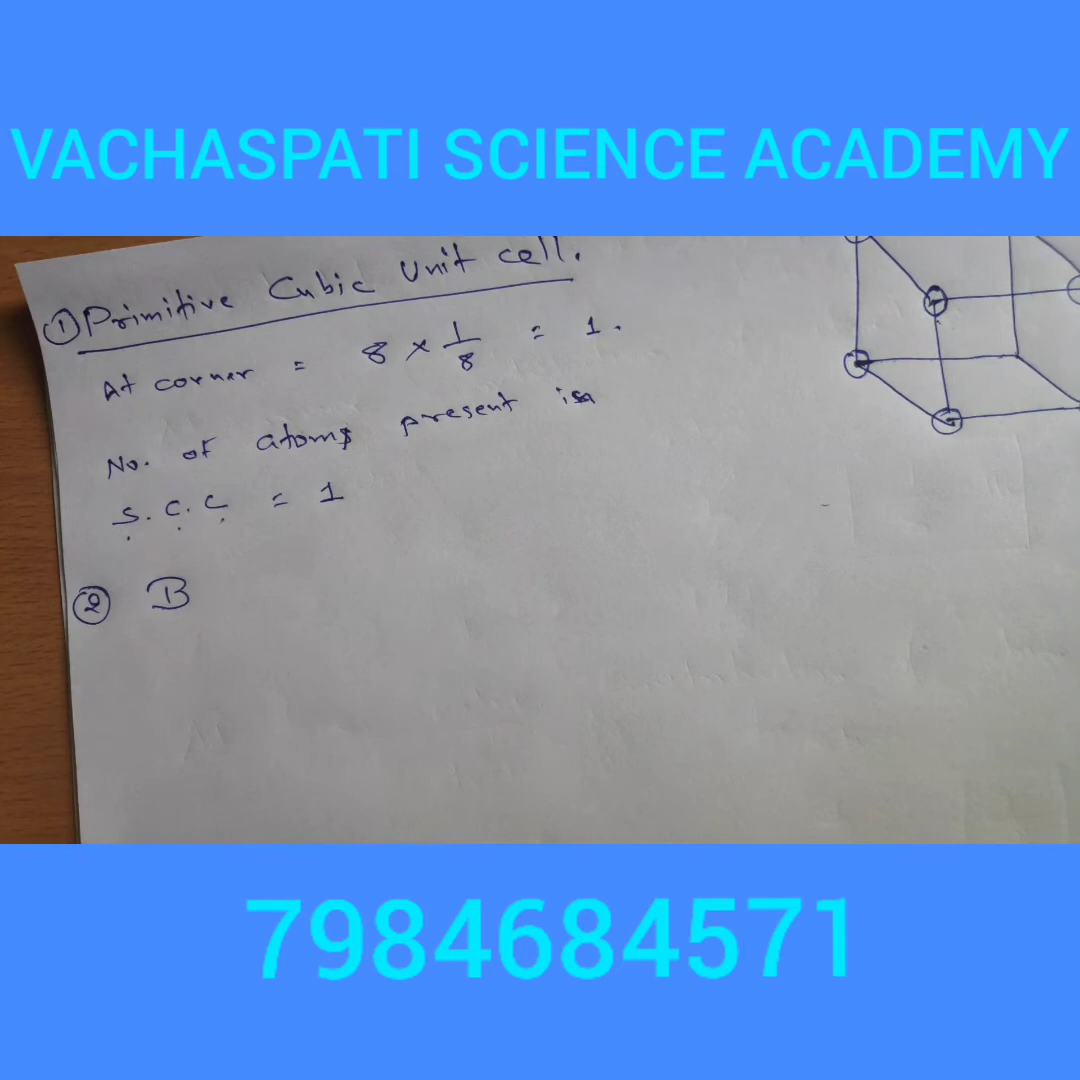 VACHASPATI SCIENCE ACADEMY
① Primitive Cubic Unit cell.
At corner = 8 × 1/8 = 1.
No. of atoms present is
S.C.C = 1
② B
7984684571